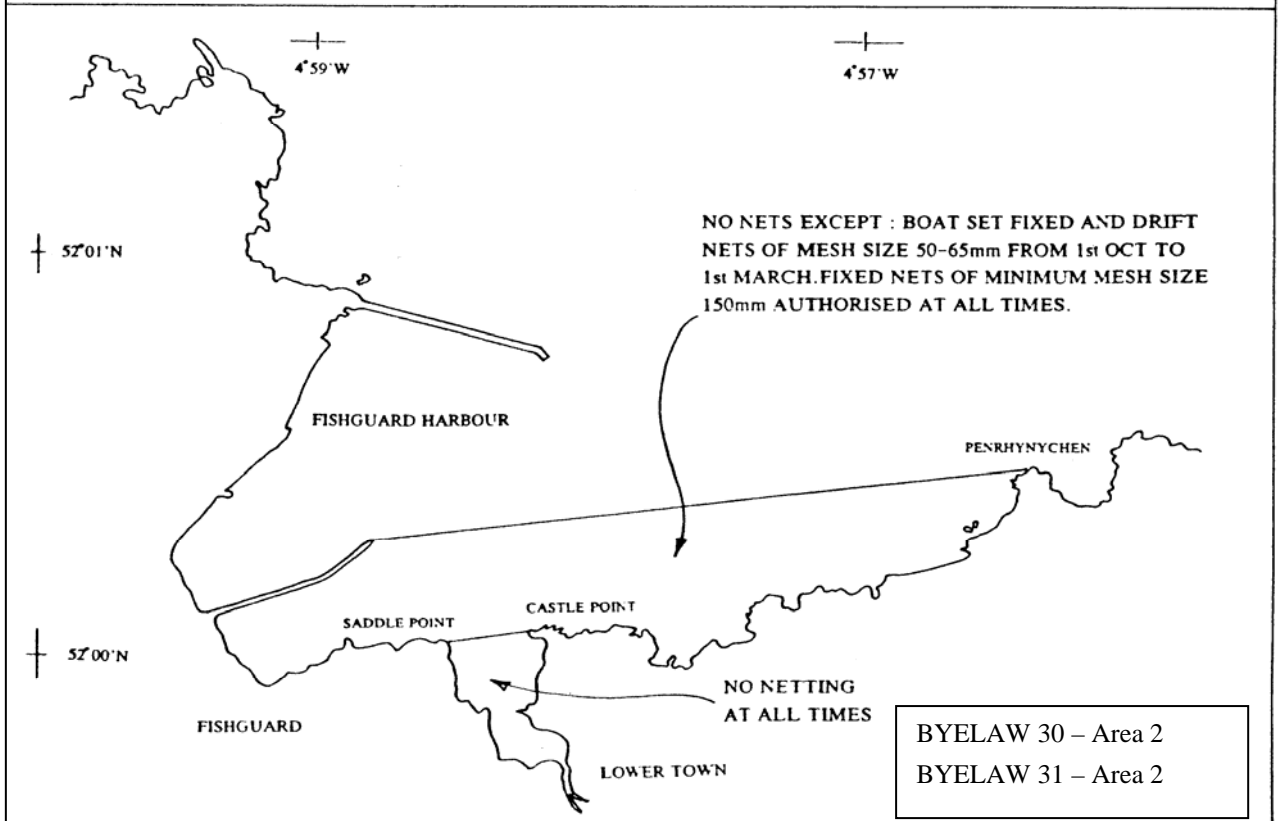 4°59'W
4°57'W
52°01'N
NO NETS EXCEPT : BOAT SET FIXED AND DRIFT
NETS OF MESH SIZE 50-65mm FROM 1st OCT TO
1st MARCH.FIXED NETS OF MINIMUM MESH SIZE
150mm AUTHORISED AT ALL TIMES.
FISHGUARD HARBOUR
PENRHYNYCHEN
CASTLE POINT
SADDLE POINT
52°00'N
NO NETTING
AT ALL TIMES
FISHGUARD
LOWER TOWN
BYELAW 30 – Area 2
BYELAW 31 – Area 2